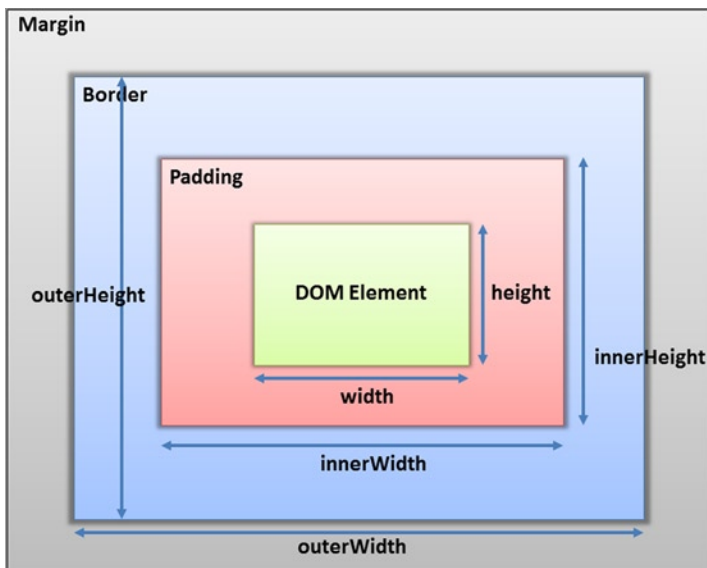 Margin
Border
Padding
DOM Element
height
outerHeight
innerHeight
width
innerWidth
outerWidth